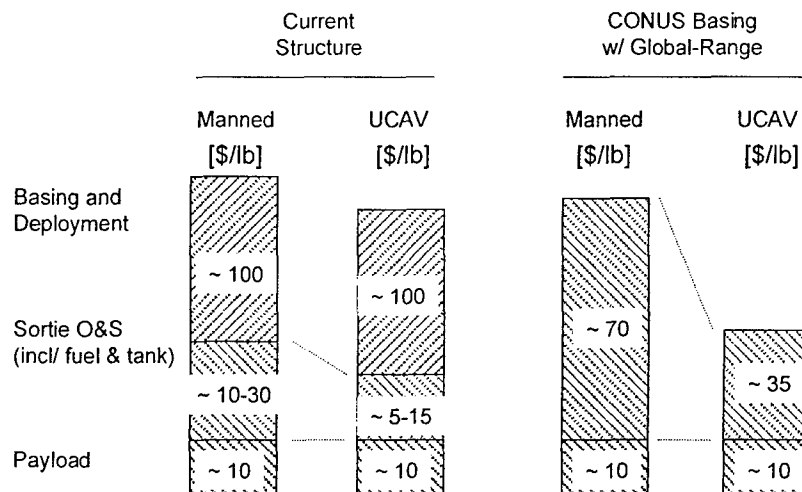 Current
Structure
CONUS Basing
w/ Global-Range
Manned
[$/lb]
UCAV
[$/lb]
Manned
[$/lb]
UCAV
[$/lb]
Basing and
Deployment
~ 100
~ 100
~ 70
Sortie O&S
(incl/ fuel & tank)
~ 10-30
~ 5-15
~ 35
Payload
~ 10
~ 10
~ 10
~ 10